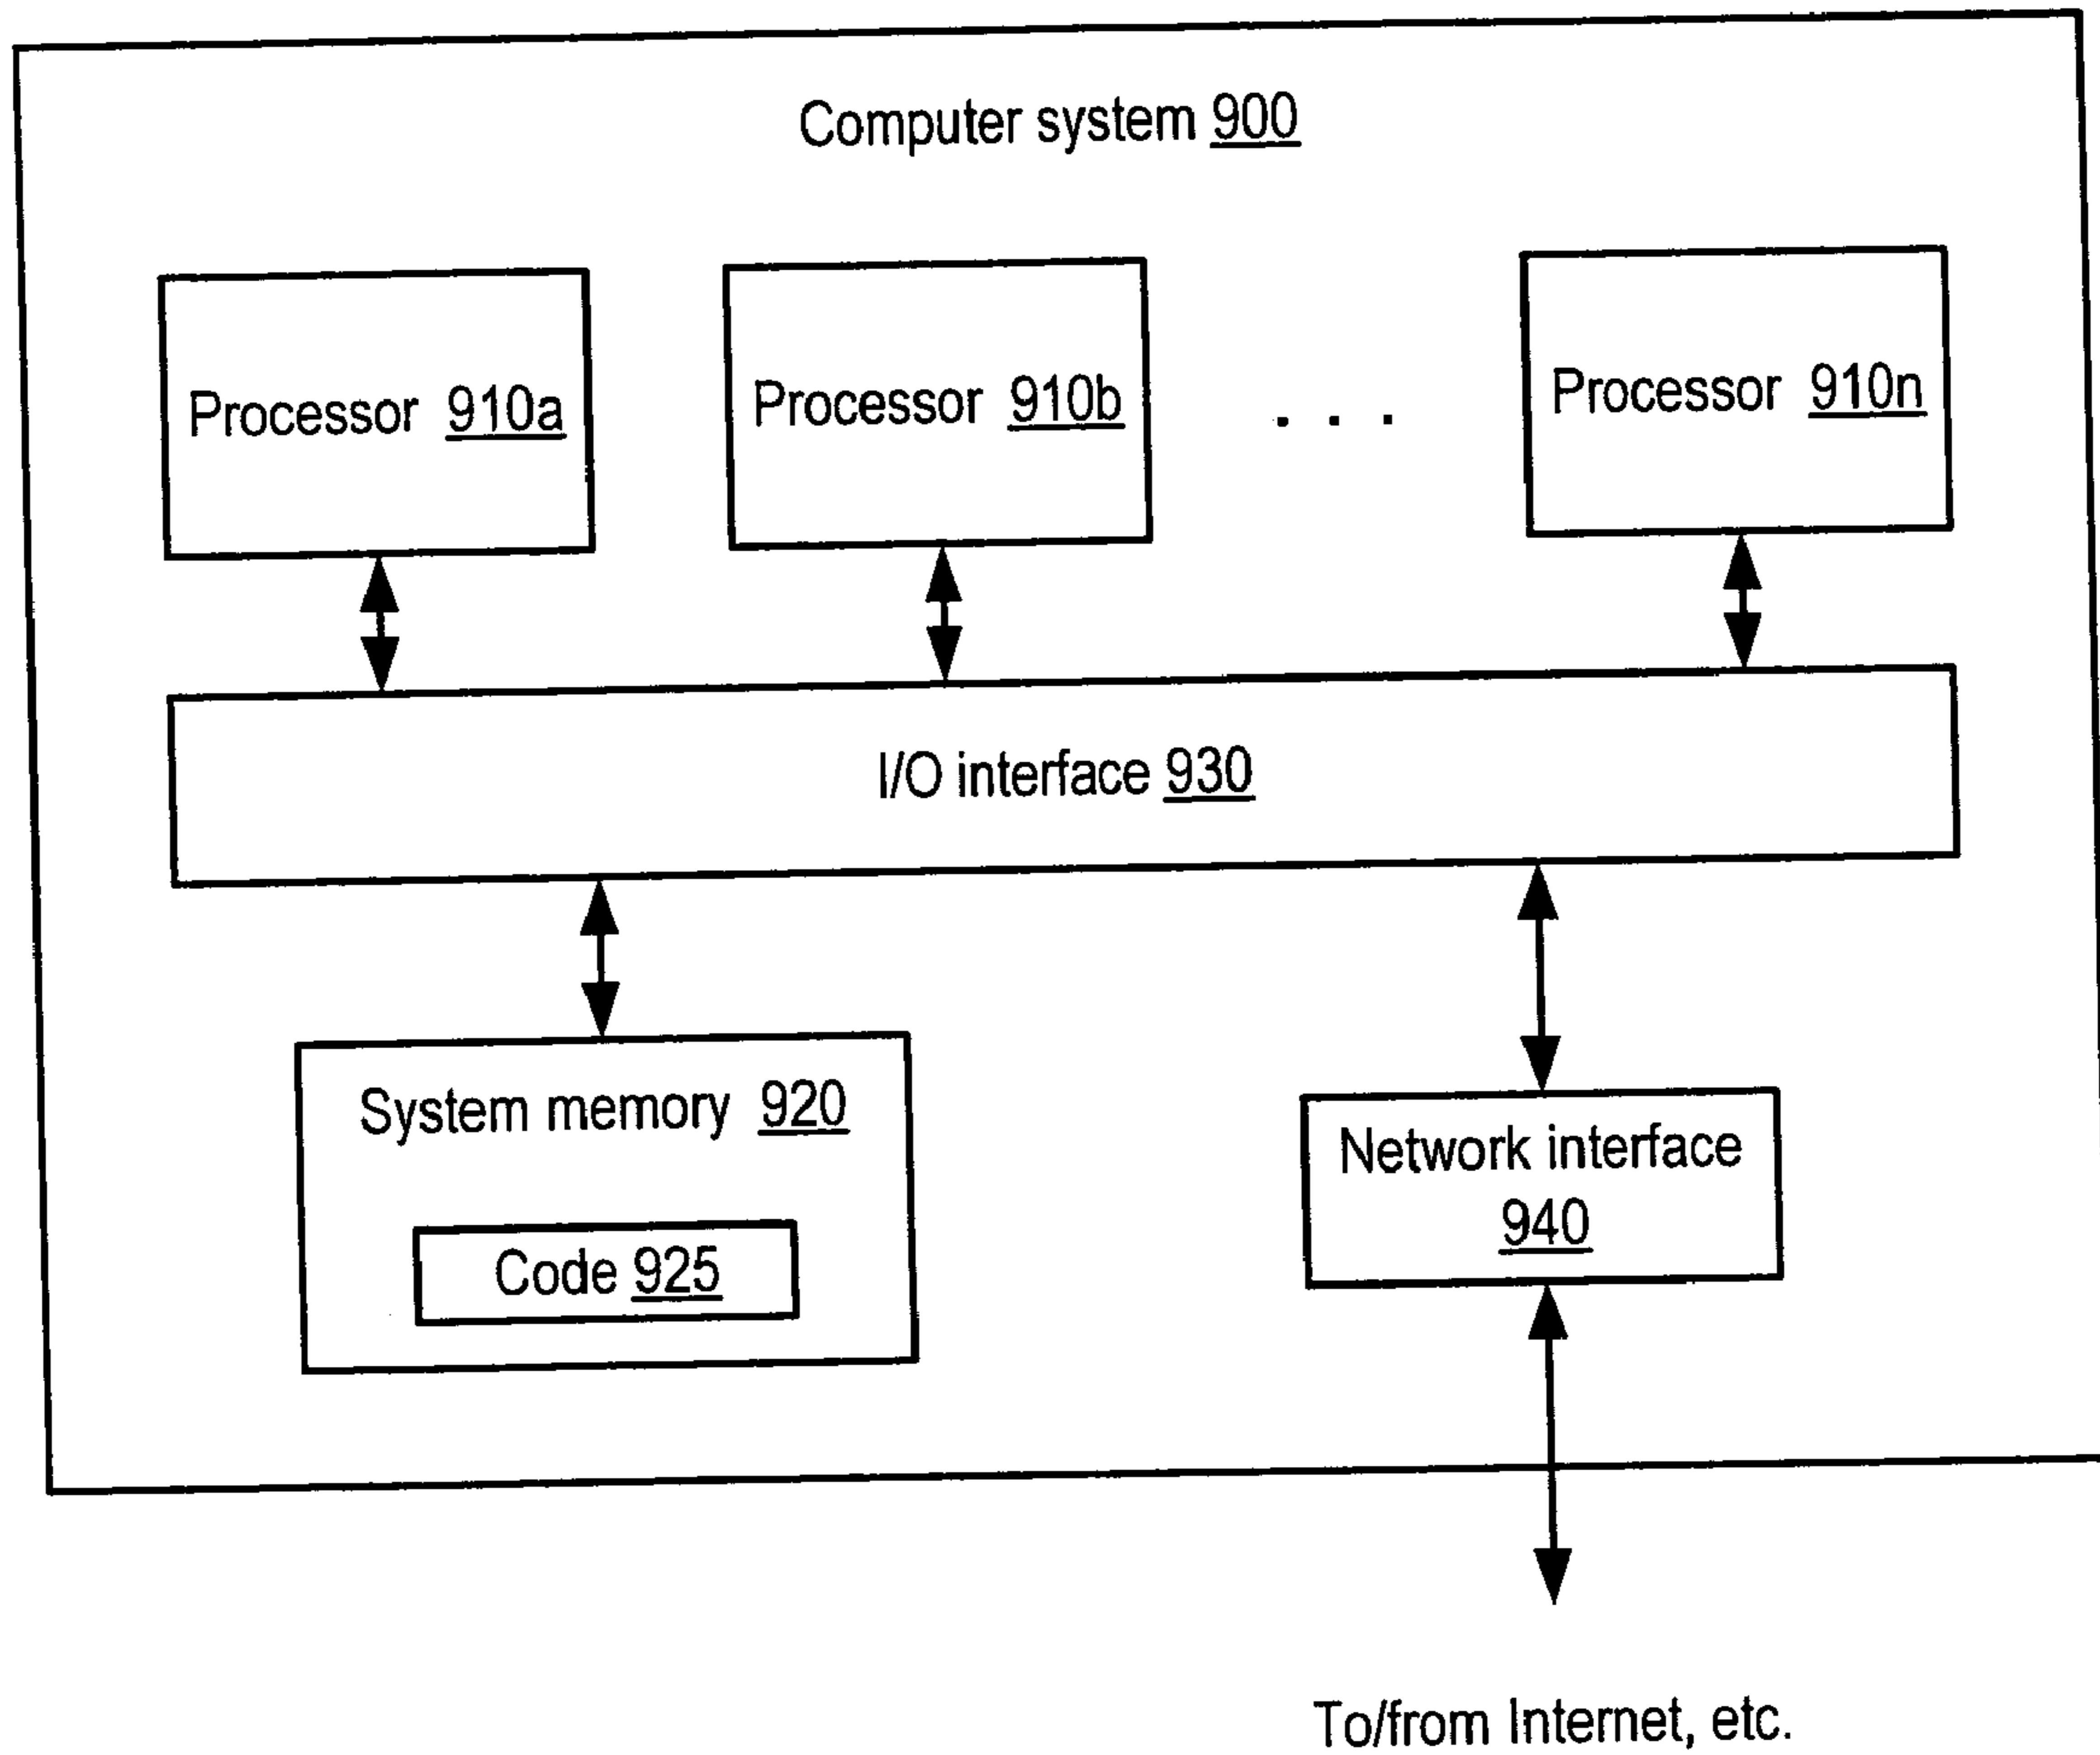 Computer system 900
Processor 910a
Processor 910b
. . .
Processor 910n
I/O interface 930
System memory 920
Code 925
Network interface
940
To/from Internet, etc.